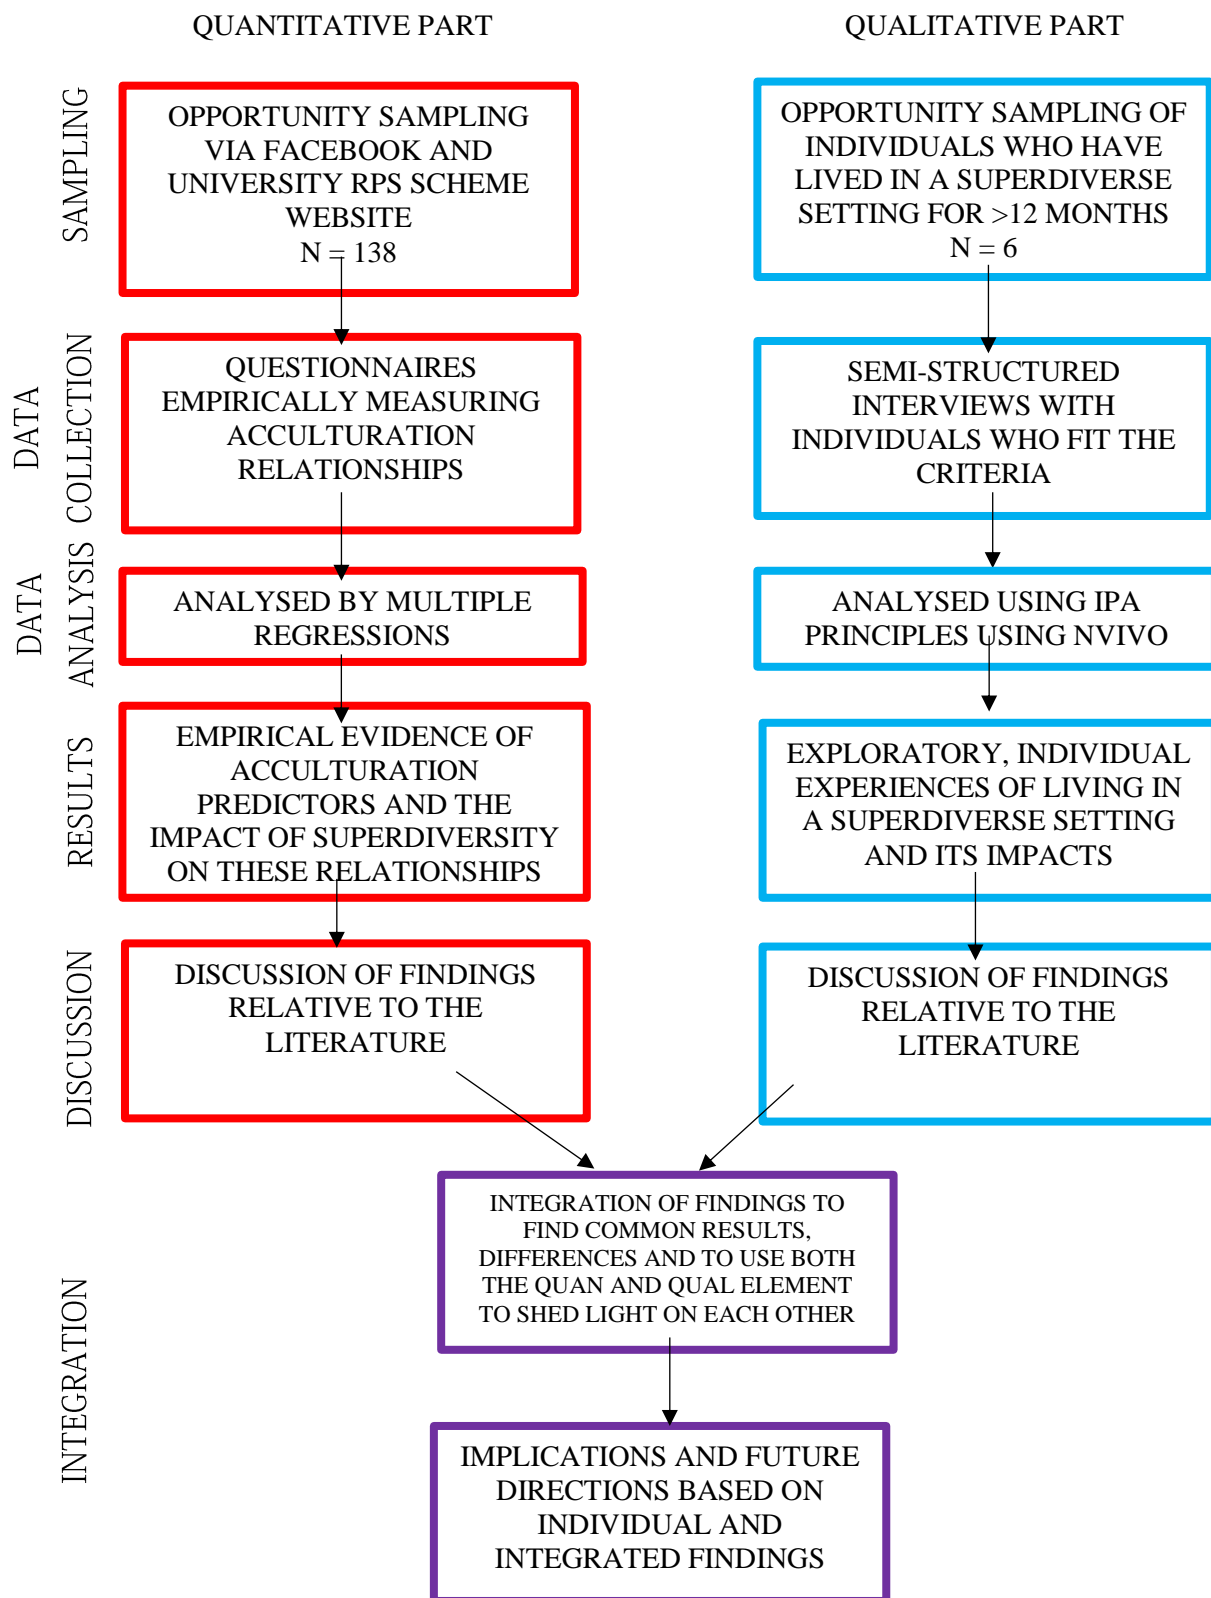 QUANTITATIVE PART
QUALITATIVE PART
SAMPLING
OPPORTUNITY SAMPLING
VIA FACEBOOK AND
UNIVERSITY RPS SCHEME
WEBSITE
N = 138
OPPORTUNITY SAMPLING OF
INDIVIDUALS WHO HAVE
LIVED IN A SUPERDIVERSE
SETTING FOR >12 MONTHS
N = 6
DATA
COLLECTION
QUESTIONNAIRES
EMPIRICALLY MEASURING
ACCULTURATION
RELATIONSHIPS
SEMI-STRUCTURED
INTERVIEWS WITH
INDIVIDUALS WHO FIT THE
CRITERIA
DATA
ANALYSIS
ANALYSED BY MULTIPLE
REGRESSIONS
ANALYSED USING IPA
PRINCIPLES USING NVIVO
RESULTS
EMPIRICAL EVIDENCE OF
ACCULTURATION
PREDICTORS AND THE
IMPACT OF SUPERDIVERSITY
ON THESE RELATIONSHIPS
EXPLORATORY, INDIVIDUAL
EXPERIENCES OF LIVING IN
A SUPERDIVERSE SETTING
AND ITS IMPACTS
DISCUSSION
DISCUSSION OF FINDINGS
RELATIVE TO THE
LITERATURE
DISCUSSION OF FINDINGS
RELATIVE TO THE
LITERATURE
INTEGRATION
INTEGRATION OF FINDINGS TO
FIND COMMON RESULTS,
DIFFERENCES AND TO USE BOTH
THE QUAN AND QUAL ELEMENT
TO SHED LIGHT ON EACH OTHER
IMPLICATIONS AND FUTURE
DIRECTIONS BASED ON
INDIVIDUAL AND
INTEGRATED FINDINGS